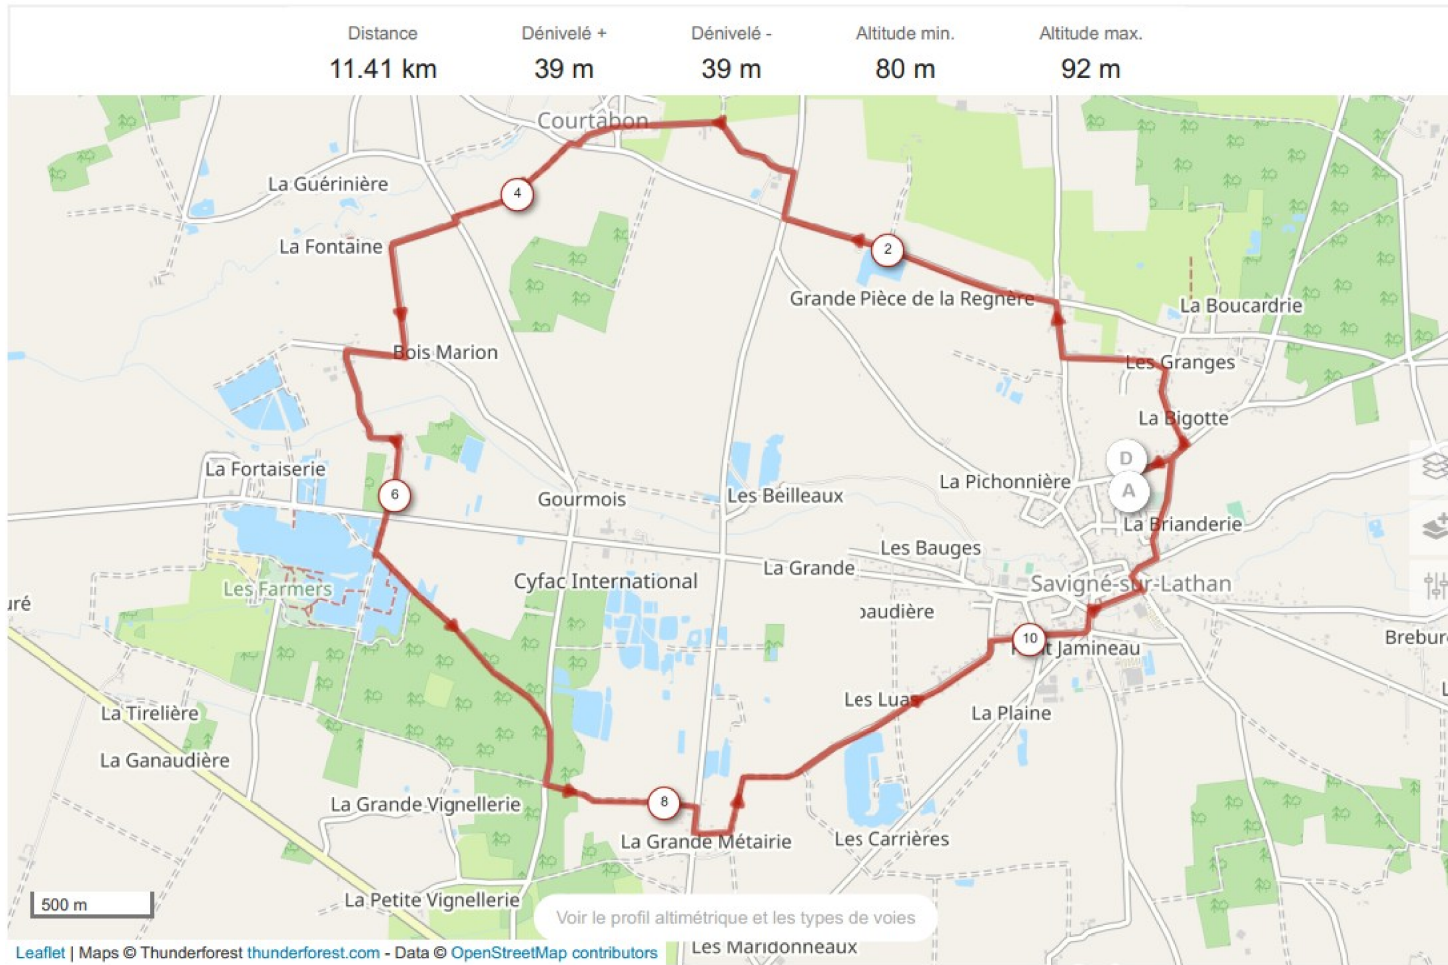 Distance
Dénivelé +
Dénivelé -
Altitude min.
Altitude max.
11.41 km
39 m
39 m
80 m
92 m
Courtabon
La Guérinière
4
La Fontaine
2
Grande Pièce de la Regnère
La Boucardrie
Bois Marion
Les Granges
La Bigotte
D
La Fortaiserie
La Pichonnière
A
6
Gourmois
Les Beilleaux
La Brianderie
Les Bauges
La Grande
Cyfac International
Savigné-sur-Lathan
Les Farmers
uré
baudière
10
Brebur
Pont Jamineau
Les Luas
La Tirelière
La Plaine
La Ganaudière
La Grande Vignellerie
8
La Grande Métairie
Les Carrières
La Petite Vignellerie
500 m
Voir le profil altimétrique et les types de voies
Les Maridonneaux
Leaflet | Maps © Thunderforest thunderforest.com - Data © OpenStreetMap contributors